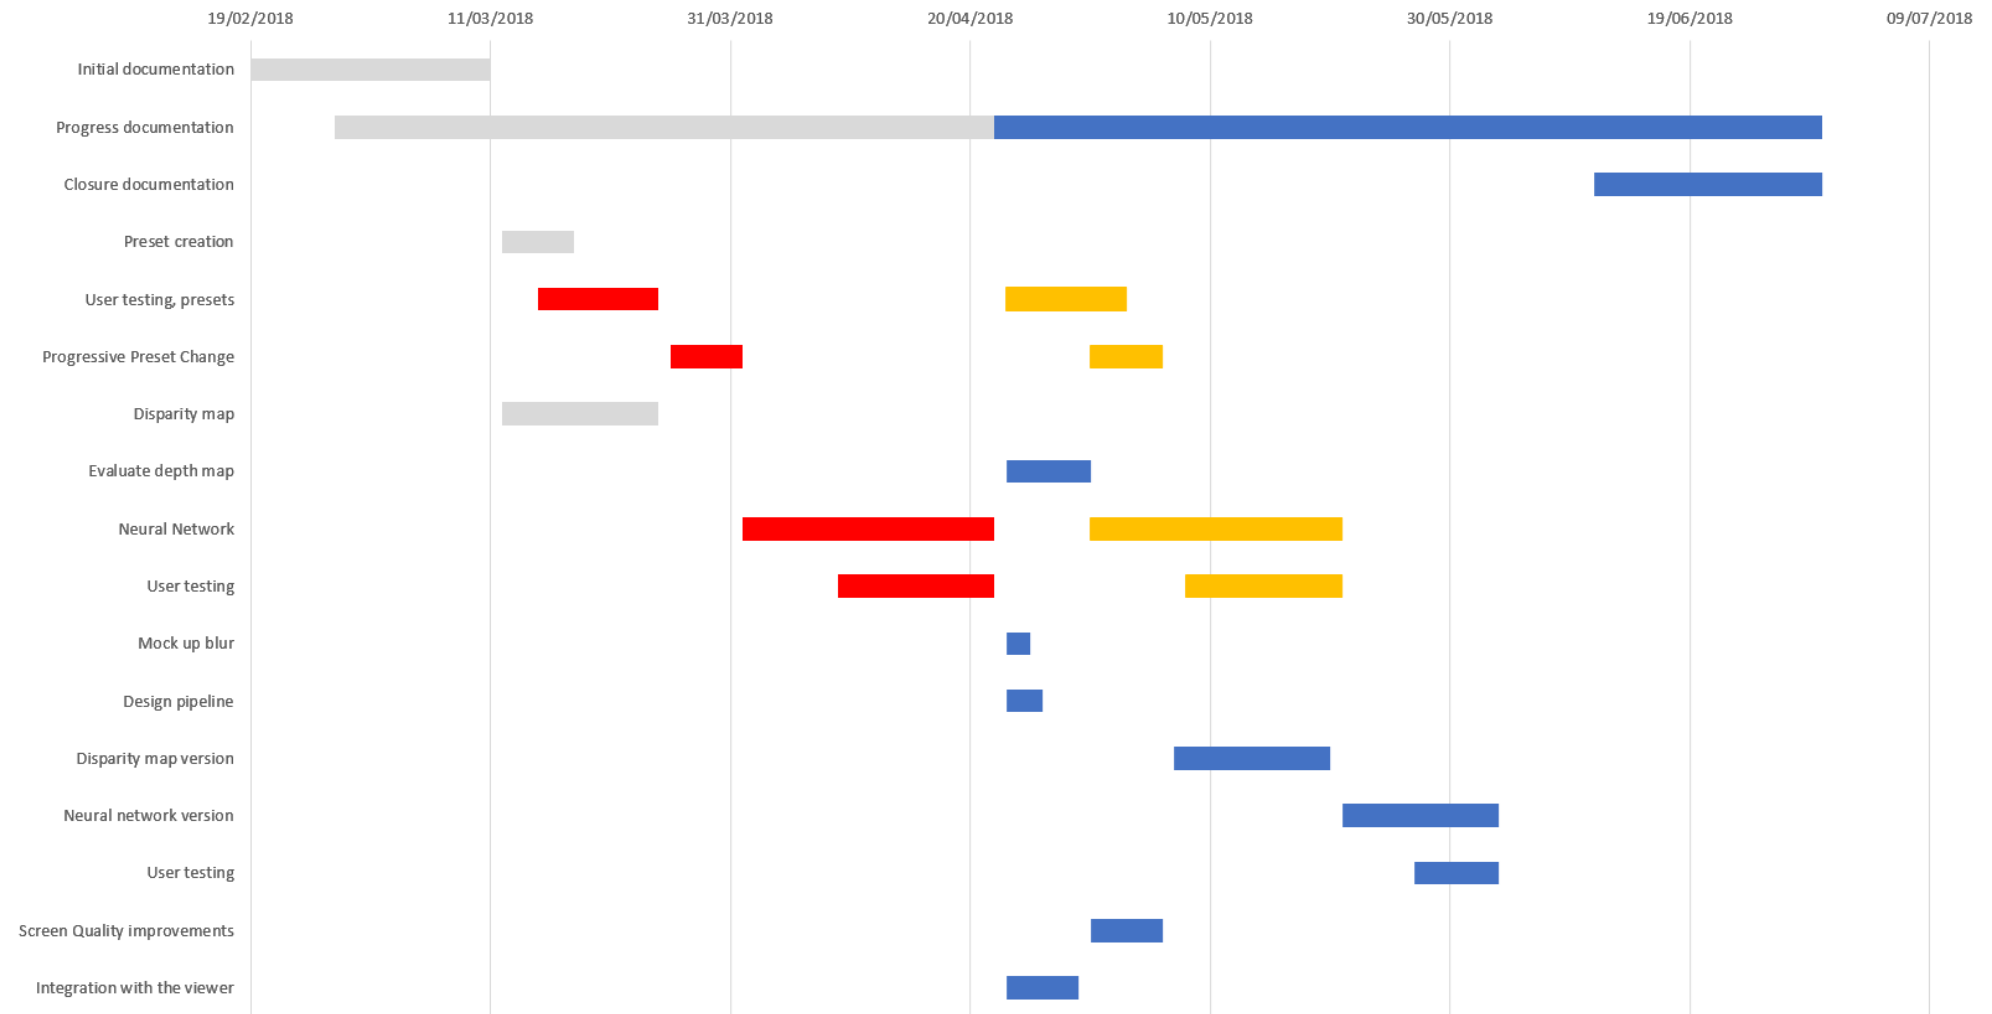 19/02/2018 11/03/2018 31/03/2018 20/04/2018 10/05/2018 30/05/2018 19/06/2018 09/07/2018
Initial documentation
Progress documentation
Closure documentation
Preset creation
User testing, presets
Progressive Preset Change
Disparity map
Evaluate depth map
Neural Network
User testing
Mock up blur
Design pipeline
Disparity map version
Neural network version
User testing
Screen Quality improvements
Integration with the viewer